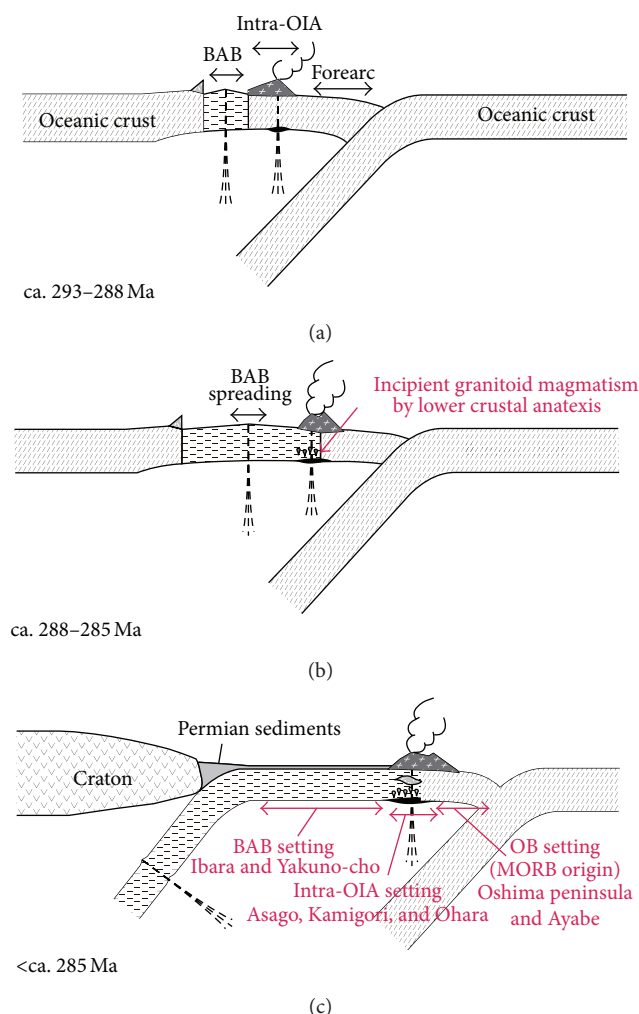 Intra-OIA
BAB
Forearc
Oceanic crust
Oceanic crust
ca. 293–288 Ma
(a)
BAB
spreading
Incipient granitoid magmatism
by lower crustal anatexis
ca. 288–285 Ma
(b)
Permian sediments
Craton
BAB setting
Ibara and Yakuno-cho
Intra-OIA setting
Asago, Kamigori, and Ohara
OB setting
(MORB origin)
Oshima peninsula
and Ayabe
<ca. 285 Ma
(c)